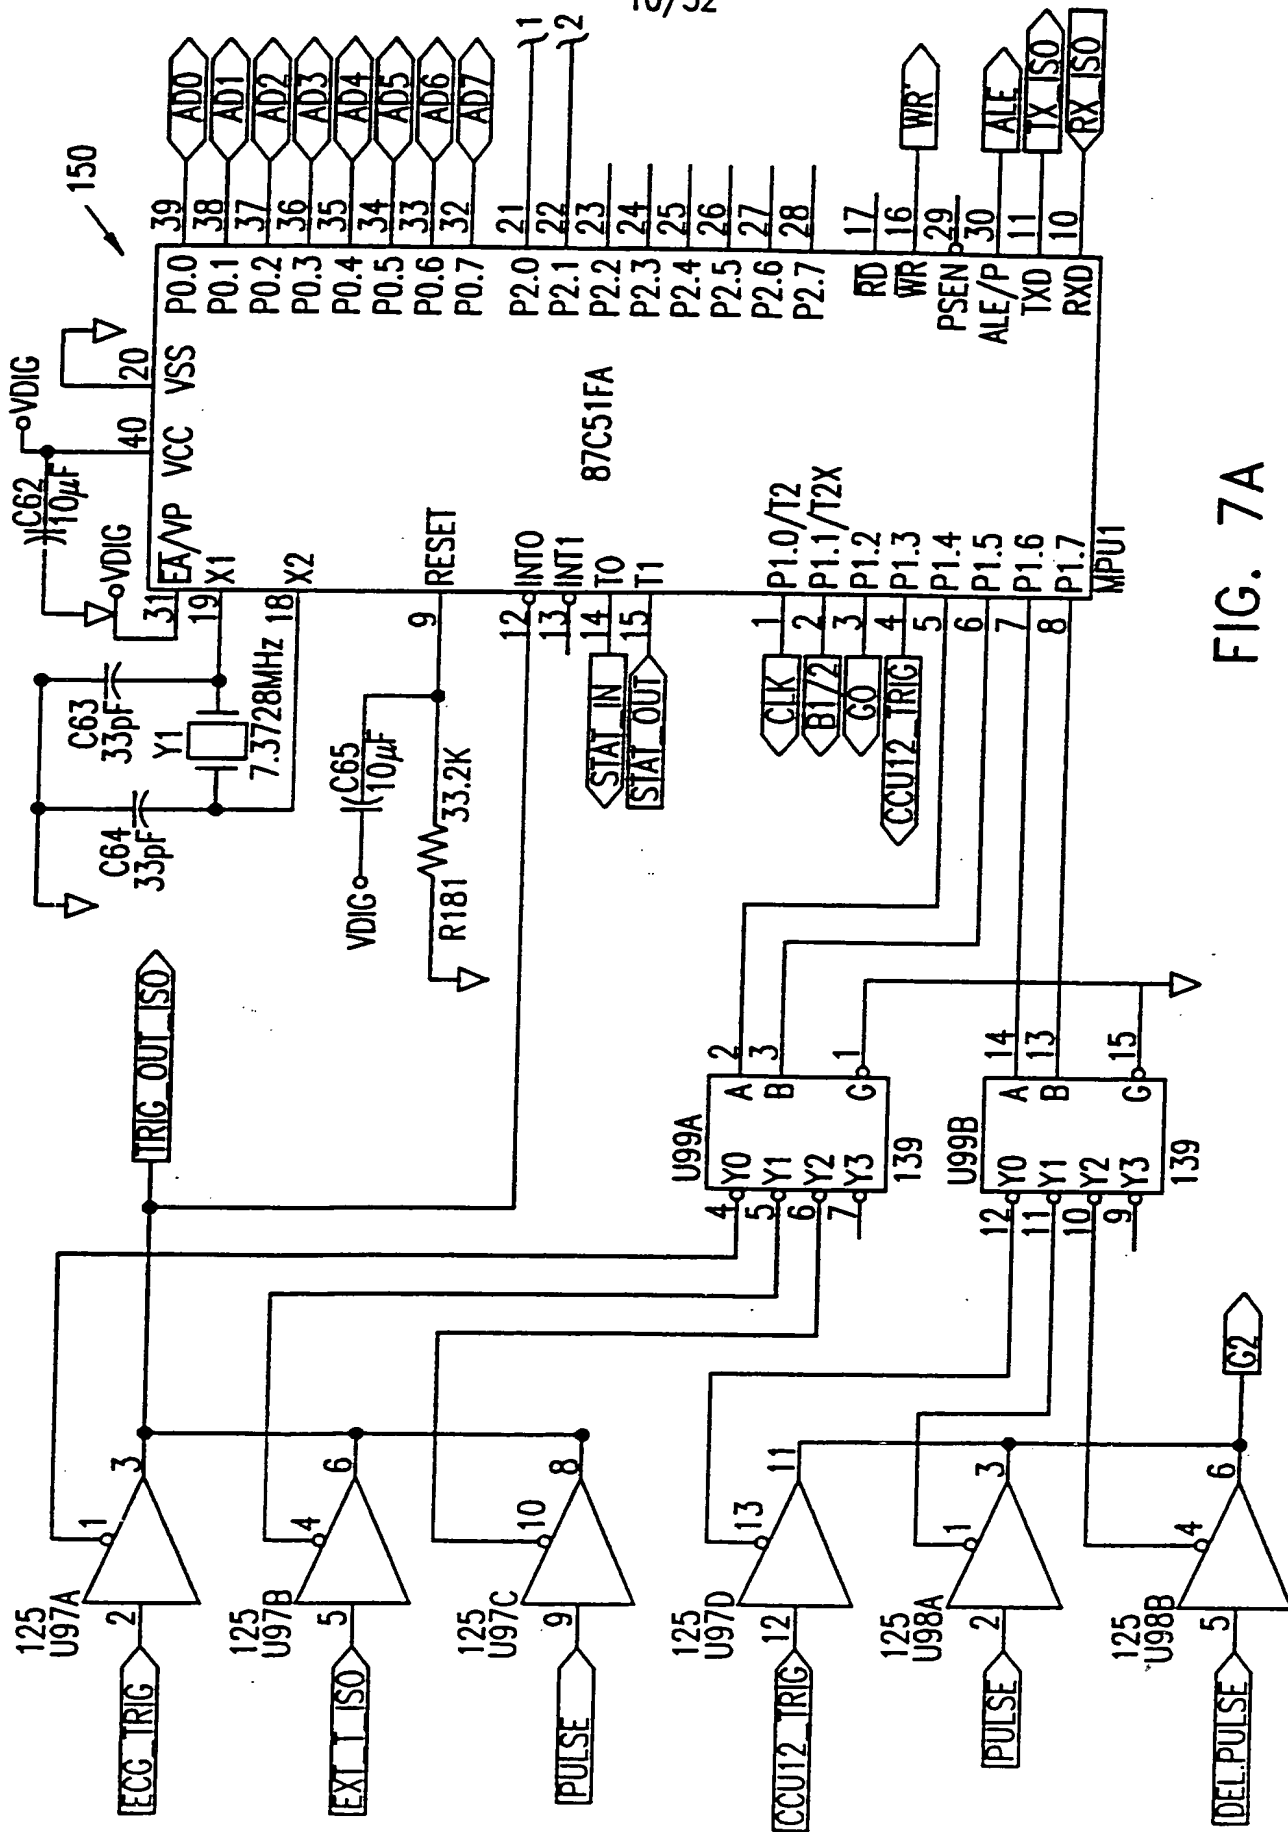 10/52
150
VDIG
C62
10µF
VDIG
40
20
VCC
VSS
31
EA/VP
19
X1
18
X2
C63
33pF
C64
33pF
Y1
7.3728MHz
C65
10µF
VDIG
R181
33.2K
9
RESET
12
INT0
13
INT1
14
T0
15
T1
STAT_IN
STAT_OUT
87C51FA
MPU1
39
P0.0
AD0
38
P0.1
AD1
37
P0.2
AD2
36
P0.3
AD3
35
P0.4
AD4
34
P0.5
AD5
33
P0.6
AD6
32
P0.7
AD7
21
P2.0
1
22
P2.1
2
23
P2.2
24
P2.3
25
P2.4
26
P2.5
27
P2.6
28
P2.7
17
RD
16
WR
WR'
29
PSEN
30
ALE/P
ALE
11
TXD
TX_ISO
10
RXD
RX_ISO
CLK
1
P1.0/T2
B1/2
2
P1.1/T2X
GO
3
P1.2
CCU12_TRIG
4
P1.3
5
P1.4
6
P1.5
7
P1.6
8
P1.7
TRIG_OUT_ISO
U99A
4
Y0
5
Y1
6
Y2
7
Y3
A
2
B
3
G
1
139
U99B
12
Y0
11
Y1
10
Y2
9
Y3
A
14
B
13
G
15
139
125
U97A
ECG_TRIG
2
1
3
125
U97B
EXT_T_ISO
5
4
6
125
U97C
PULSE
9
10
8
125
U97D
CCU12_TRIG
12
13
11
125
U98A
PULSE
2
1
3
125
U98B
DEL.PULSE
5
4
6
G2
FIG. 7A